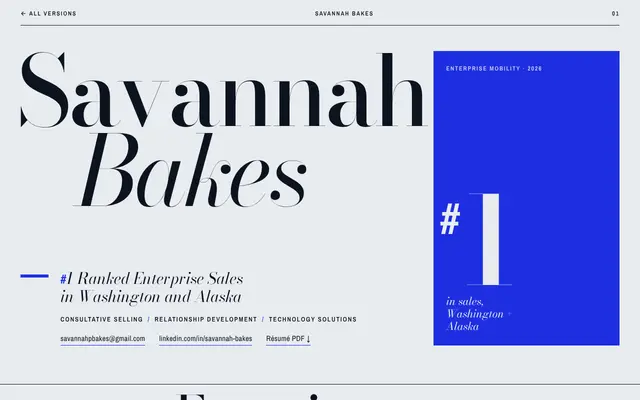 ← ALL VERSIONS
SAVANNAH BAKES
01
Savannah
Bakes
ENTERPRISE MOBILITY · 2026
#1
in sales,
Washington +
Alaska
#1 Ranked Enterprise Sales
in Washington and Alaska
CONSULTATIVE SELLING / RELATIONSHIP DEVELOPMENT / TECHNOLOGY SOLUTIONS
savannahpbakes@gmail.com linkedin.com/in/savannah-bakes Résumé PDF ↓